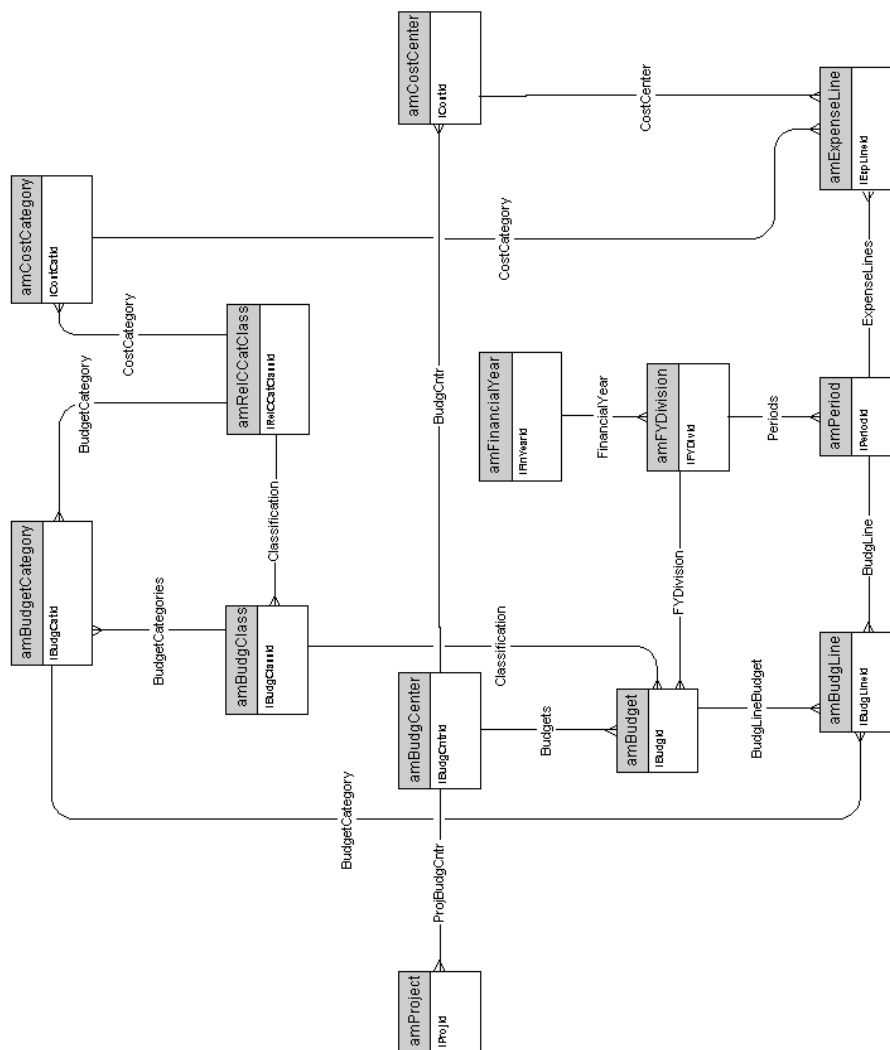 amCostCategory
lCostCatId
amBudgetCategory
lBudgCatId
amRelCCatClass
lRelCCatClassId
amBudgClass
lBudgClassId
amCostCenter
lCostId
amBudgCenter
lBudgCntrId
amProject
lProjId
amFinancialYear
lFinYearId
amFYDivision
lFYDivId
amBudget
lBudgId
amExpenseLine
lExpLineId
amPeriod
lPeriodId
amBudgLine
lBudgLineId
CostCategory
BudgetCategory
Classification
BudgetCategories
BudgetCategory
CostCenter
CostCategory
BudgCntr
Classification
ProjBudgCntr
Budgets
FinancialYear
FYDivision
Periods
BudgLineBudget
ExpenseLines
BudgLine